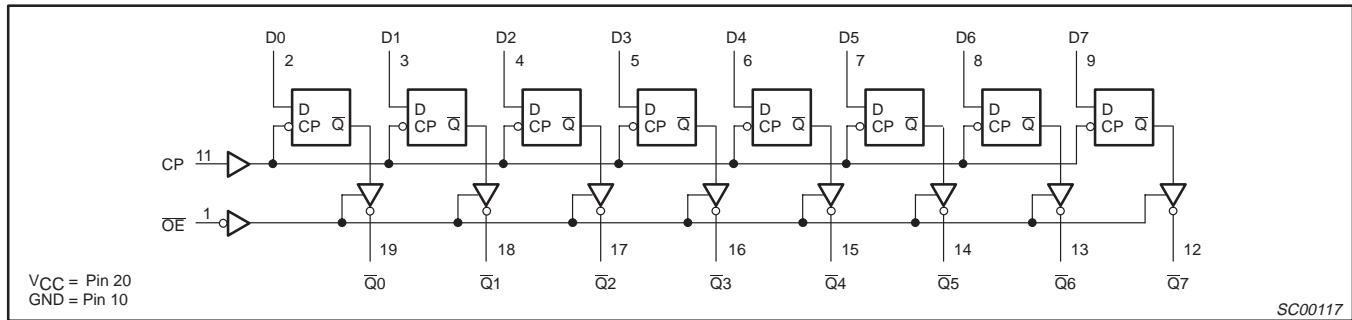 D0 D1 D2 D3 D4 D5 D6 D7
2 3 4 5 6 7 8 9
D D D D D D D D
CP Q̅ CP Q̅ CP Q̅ CP Q̅ CP Q̅ CP Q̅ CP Q̅ CP Q̅
CP 11
O̅E̅ 1
19 18 17 16 15 14 13 12
Q̅0 Q̅1 Q̅2 Q̅3 Q̅4 Q̅5 Q̅6 Q̅7
VCC = Pin 20
GND = Pin 10
SC00117